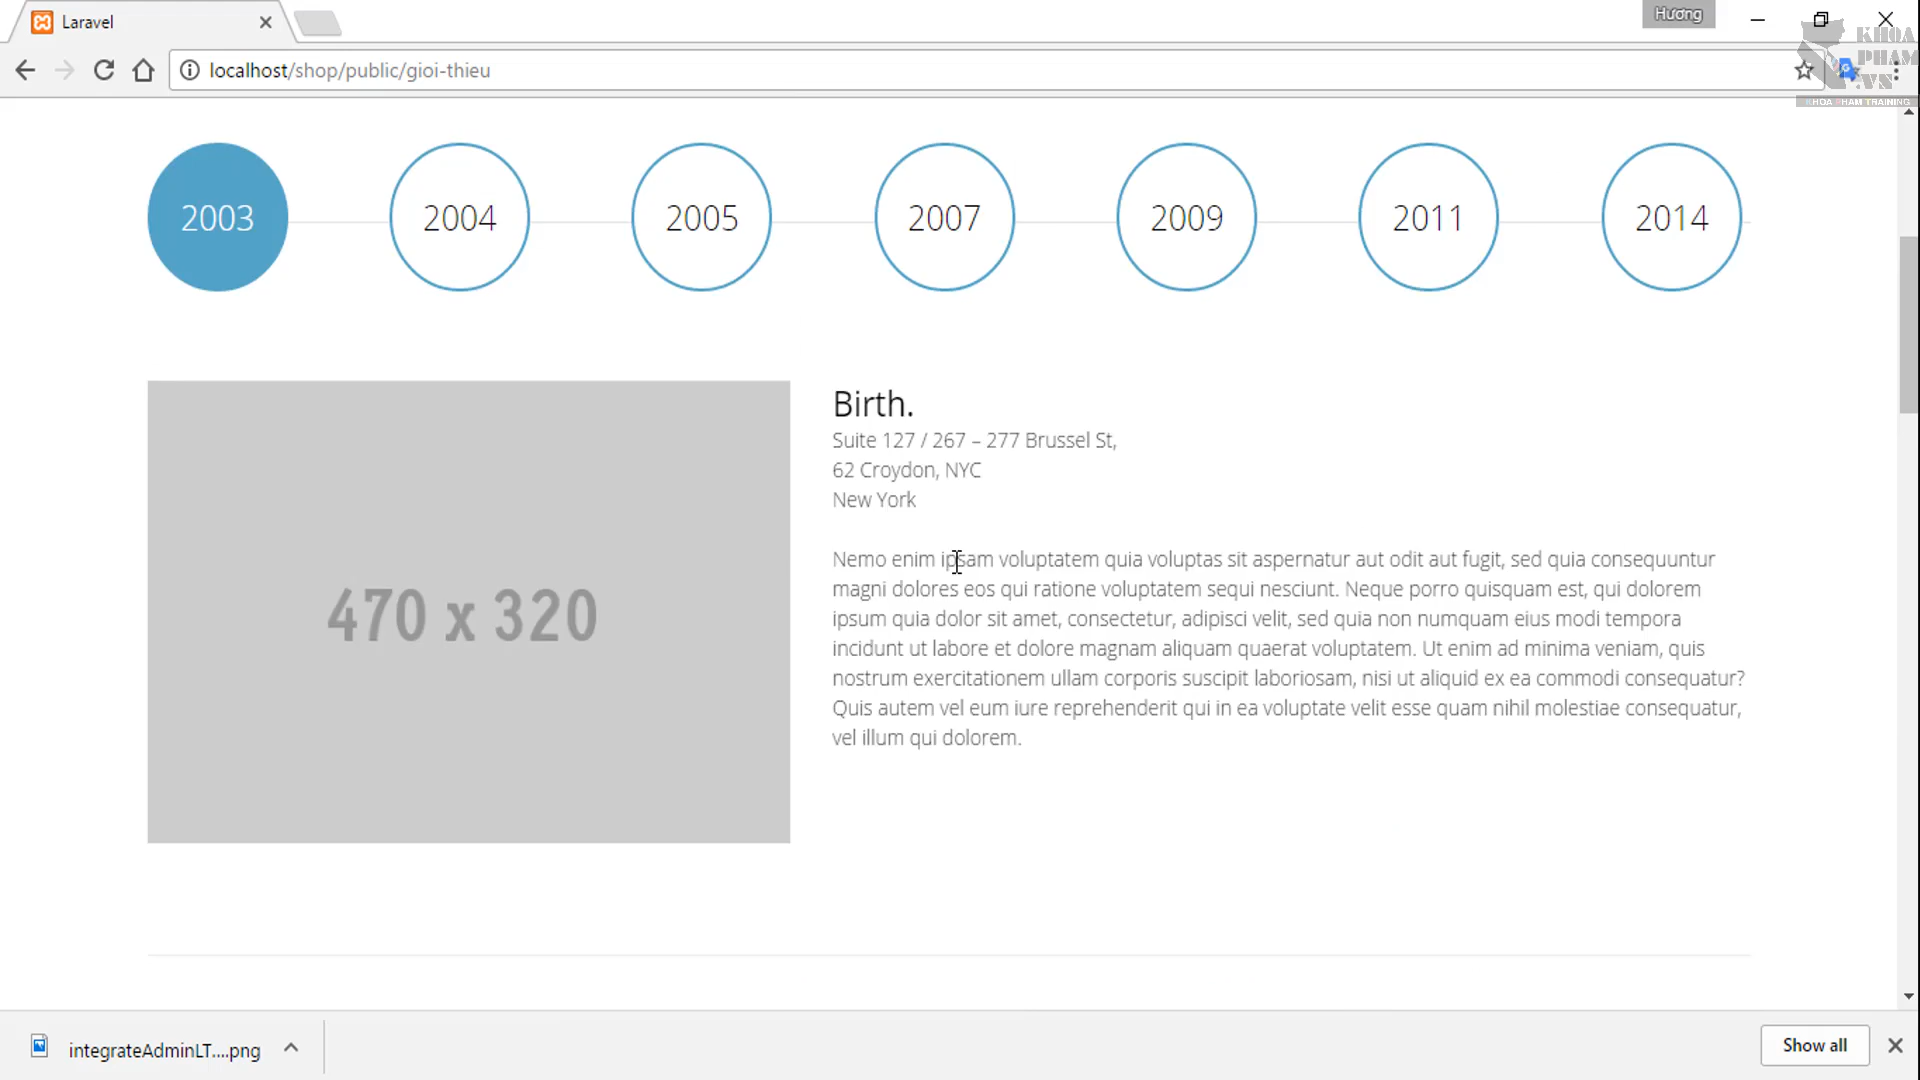 Laravel
Hương
localhost/shop/public/gioi-thieu
KHOA
PHAM
.VN
KHOA PHAM TRAINING
2003
2004
2005
2007
2009
2011
2014
470 x 320
Birth.
Suite 127 / 267 – 277 Brussel St,
62 Croydon, NYC
New York
Nemo enim ipsam voluptatem quia voluptas sit aspernatur aut odit aut fugit, sed quia consequuntur
magni dolores eos qui ratione voluptatem sequi nesciunt. Neque porro quisquam est, qui dolorem
ipsum quia dolor sit amet, consectetur, adipisci velit, sed quia non numquam eius modi tempora
incidunt ut labore et dolore magnam aliquam quaerat voluptatem. Ut enim ad minima veniam, quis
nostrum exercitationem ullam corporis suscipit laboriosam, nisi ut aliquid ex ea commodi consequatur?
Quis autem vel eum iure reprehenderit qui in ea voluptate velit esse quam nihil molestiae consequatur,
vel illum qui dolorem.
integrateAdminLT....png
Show all